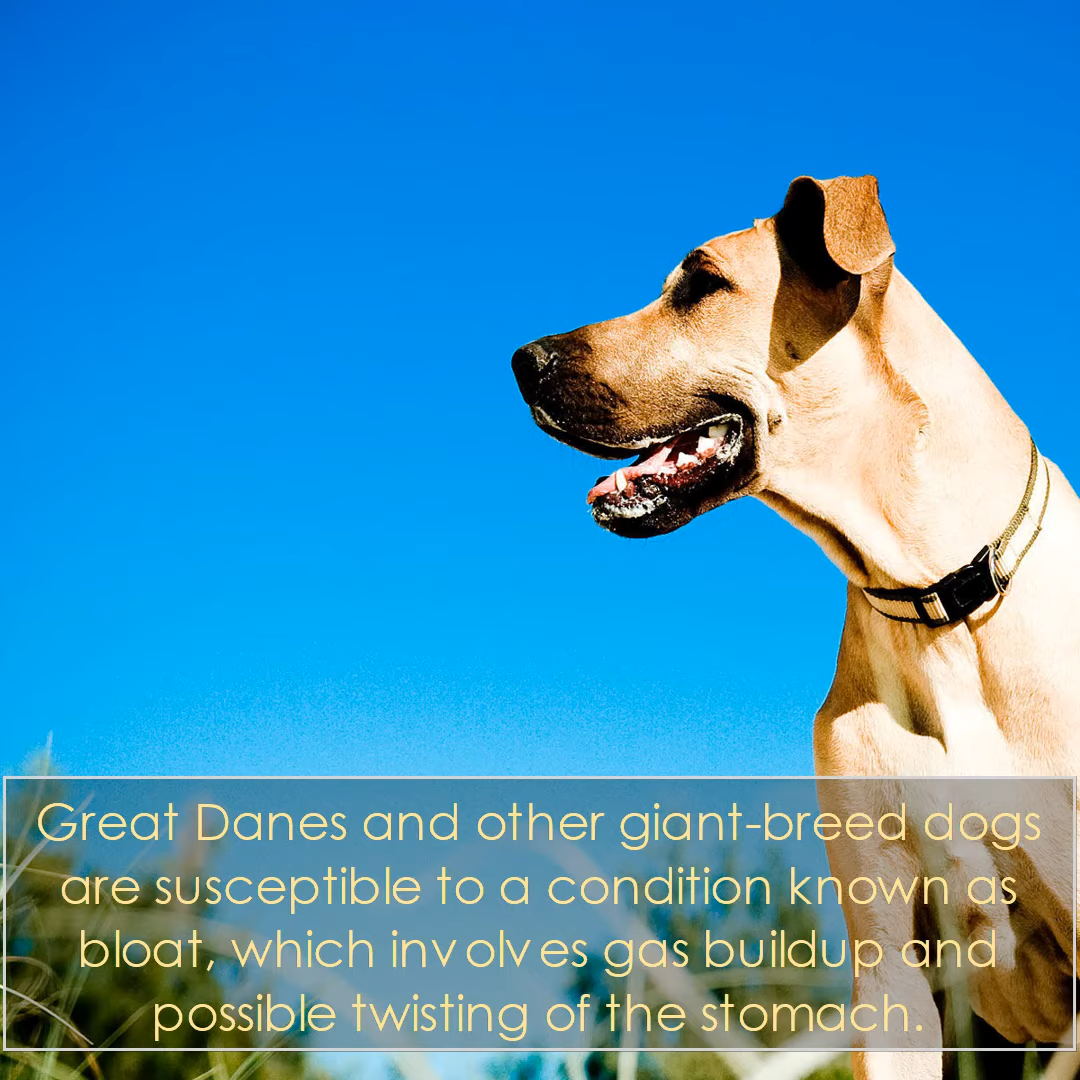 Great Danes and other giant-breed dogs
are susceptible to a condition known as
bloat, which involves gas buildup and
possible twisting of the stomach.